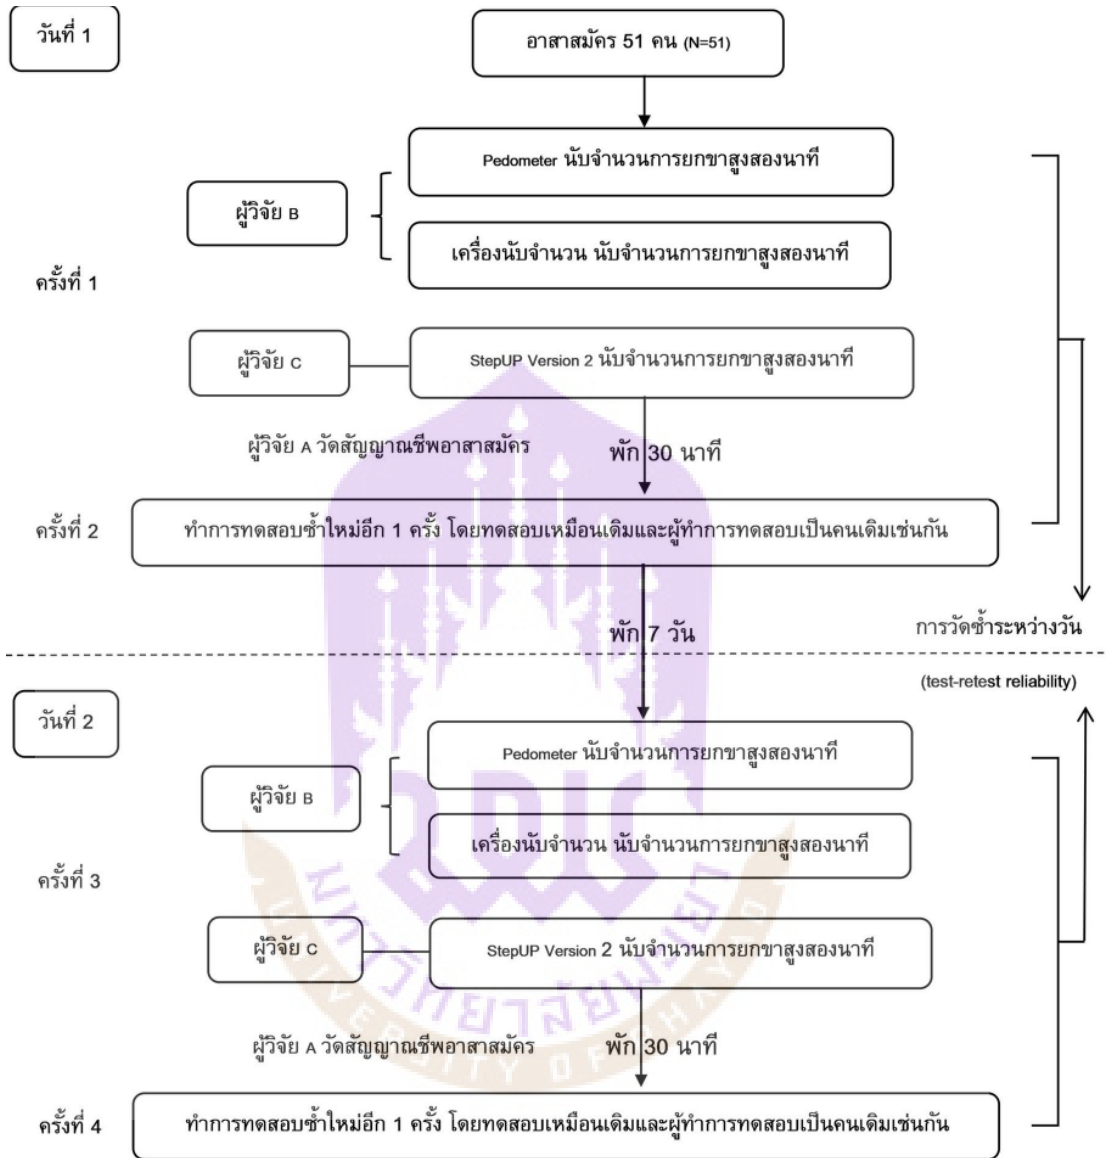 วันที่ 1
อาสาสมัคร 51 คน (N=51)
Pedometer นับจำนวนการยกขาสูงสองนาที
ผู้วิจัย B
เครื่องนับจำนวน นับจำนวนการยกขาสูงสองนาที
ครั้งที่ 1
ผู้วิจัย C
StepUP Version 2 นับจำนวนการยกขาสูงสองนาที
ผู้วิจัย A วัดสัญญาณชีพอาสาสมัคร
พัก 30 นาที
ครั้งที่ 2
ทำการทดสอบซ้ำใหม่อีก 1 ครั้ง โดยทดสอบเหมือนเดิมและผู้ทำการทดสอบเป็นคนเดิมเช่นกัน
พัก 7 วัน
การวัดซ้ำระหว่างวัน
(test-retest reliability)
วันที่ 2
Pedometer นับจำนวนการยกขาสูงสองนาที
ผู้วิจัย B
เครื่องนับจำนวน นับจำนวนการยกขาสูงสองนาที
ครั้งที่ 3
ผู้วิจัย C
StepUP Version 2 นับจำนวนการยกขาสูงสองนาที
ผู้วิจัย A วัดสัญญาณชีพอาสาสมัคร
พัก 30 นาที
ครั้งที่ 4
ทำการทดสอบซ้ำใหม่อีก 1 ครั้ง โดยทดสอบเหมือนเดิมและผู้ทำการทดสอบเป็นคนเดิมเช่นกัน
มหาวิทยาลัยพะเยา
UNIVERSITY OF PHAYAO